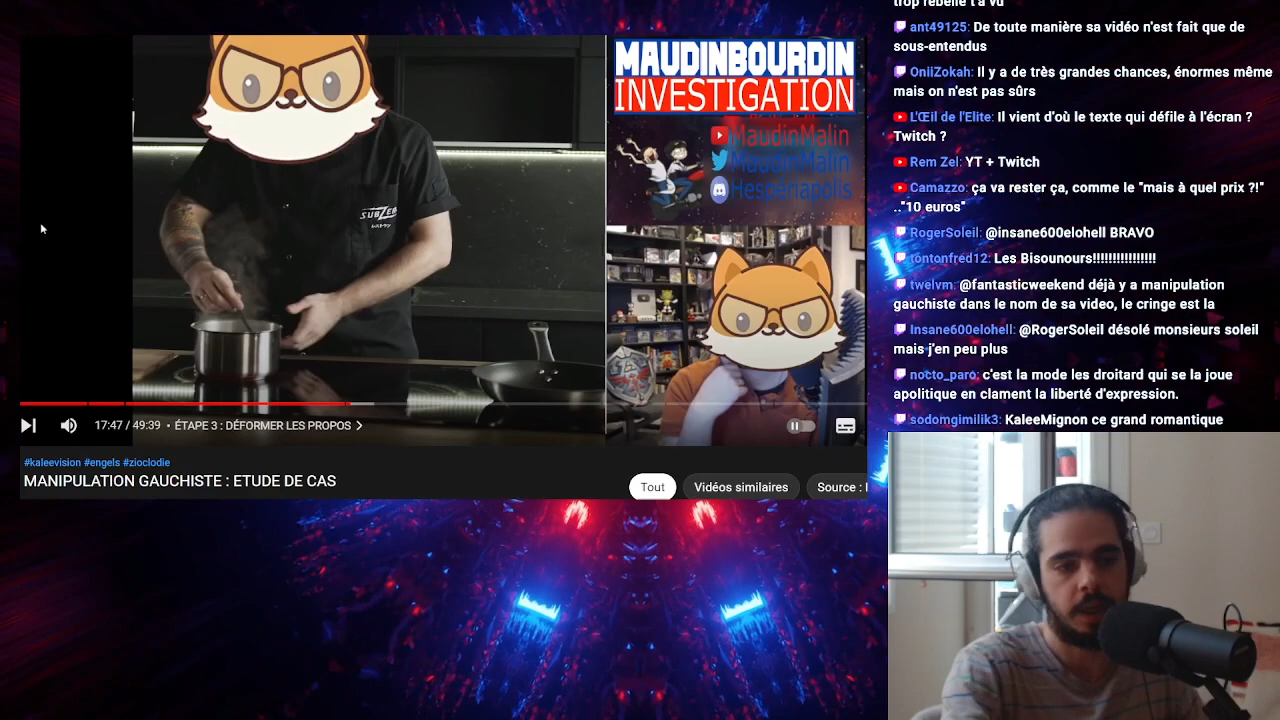 SUBZERO
MAUDINBOURDIN
INVESTIGATION
MaudinMalin
MaudinMalin
Hespériapolis
17:47 / 49:39 • ÉTAPE 3 : DÉFORMER LES PROPOS
#kaleevision #engels #zioclodie
MANIPULATION GAUCHISTE : ETUDE DE CAS
Tout
Vidéos similaires
Source :
trop rebelle t'a vu
ant49125: De toute manière sa vidéo n'est fait que de
sous-entendus
OniiZokah: Il y a de très grande chances énormes même
mais on n'est pas sûrs
L'Œil de l'Elite: Il vient d'où le texte qui défile à l'écran ?
Twitch ?
Rem Zel: YT + Twitch
Camazzo: ça va rester ça, comme le "mais à quel prix ?!"
.."10 euros"
RogerSoleil: @insane600elohell BRAVO
tontonfred12: Les Bisounours!!!!!!!!!!!!!!!!
twelvm: @fantasticweekend déjà y a manipulation
gauchiste dans le nom de sa video, le cringe est la
Insane600elohell: @RogerSoleil désolé monsieurs soleil
mais j'en peu plus
nocto_paro: c'est la mode les droitard qui se la joue
apolitique en clament la liberté d'expression.
sodomgimilik3: KaleeMignon ce grand romantique